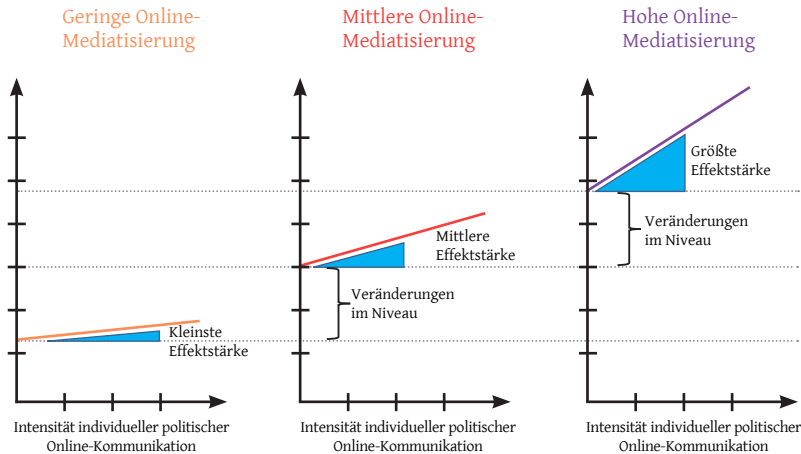 Geringe Online-
Mediatisierung
Mittlere Online-
Mediatisierung
Hohe Online-
Mediatisierung
Kleinste
Effektstärke
Intensität individueller politischer
Online-Kommunikation
Mittlere
Effektstärke
Veränderungen
im Niveau
Intensität individueller politischer
Online-Kommunikation
Größte
Effektstärke
Veränderungen
im Niveau
Intensität individueller politischer
Online-Kommunikation